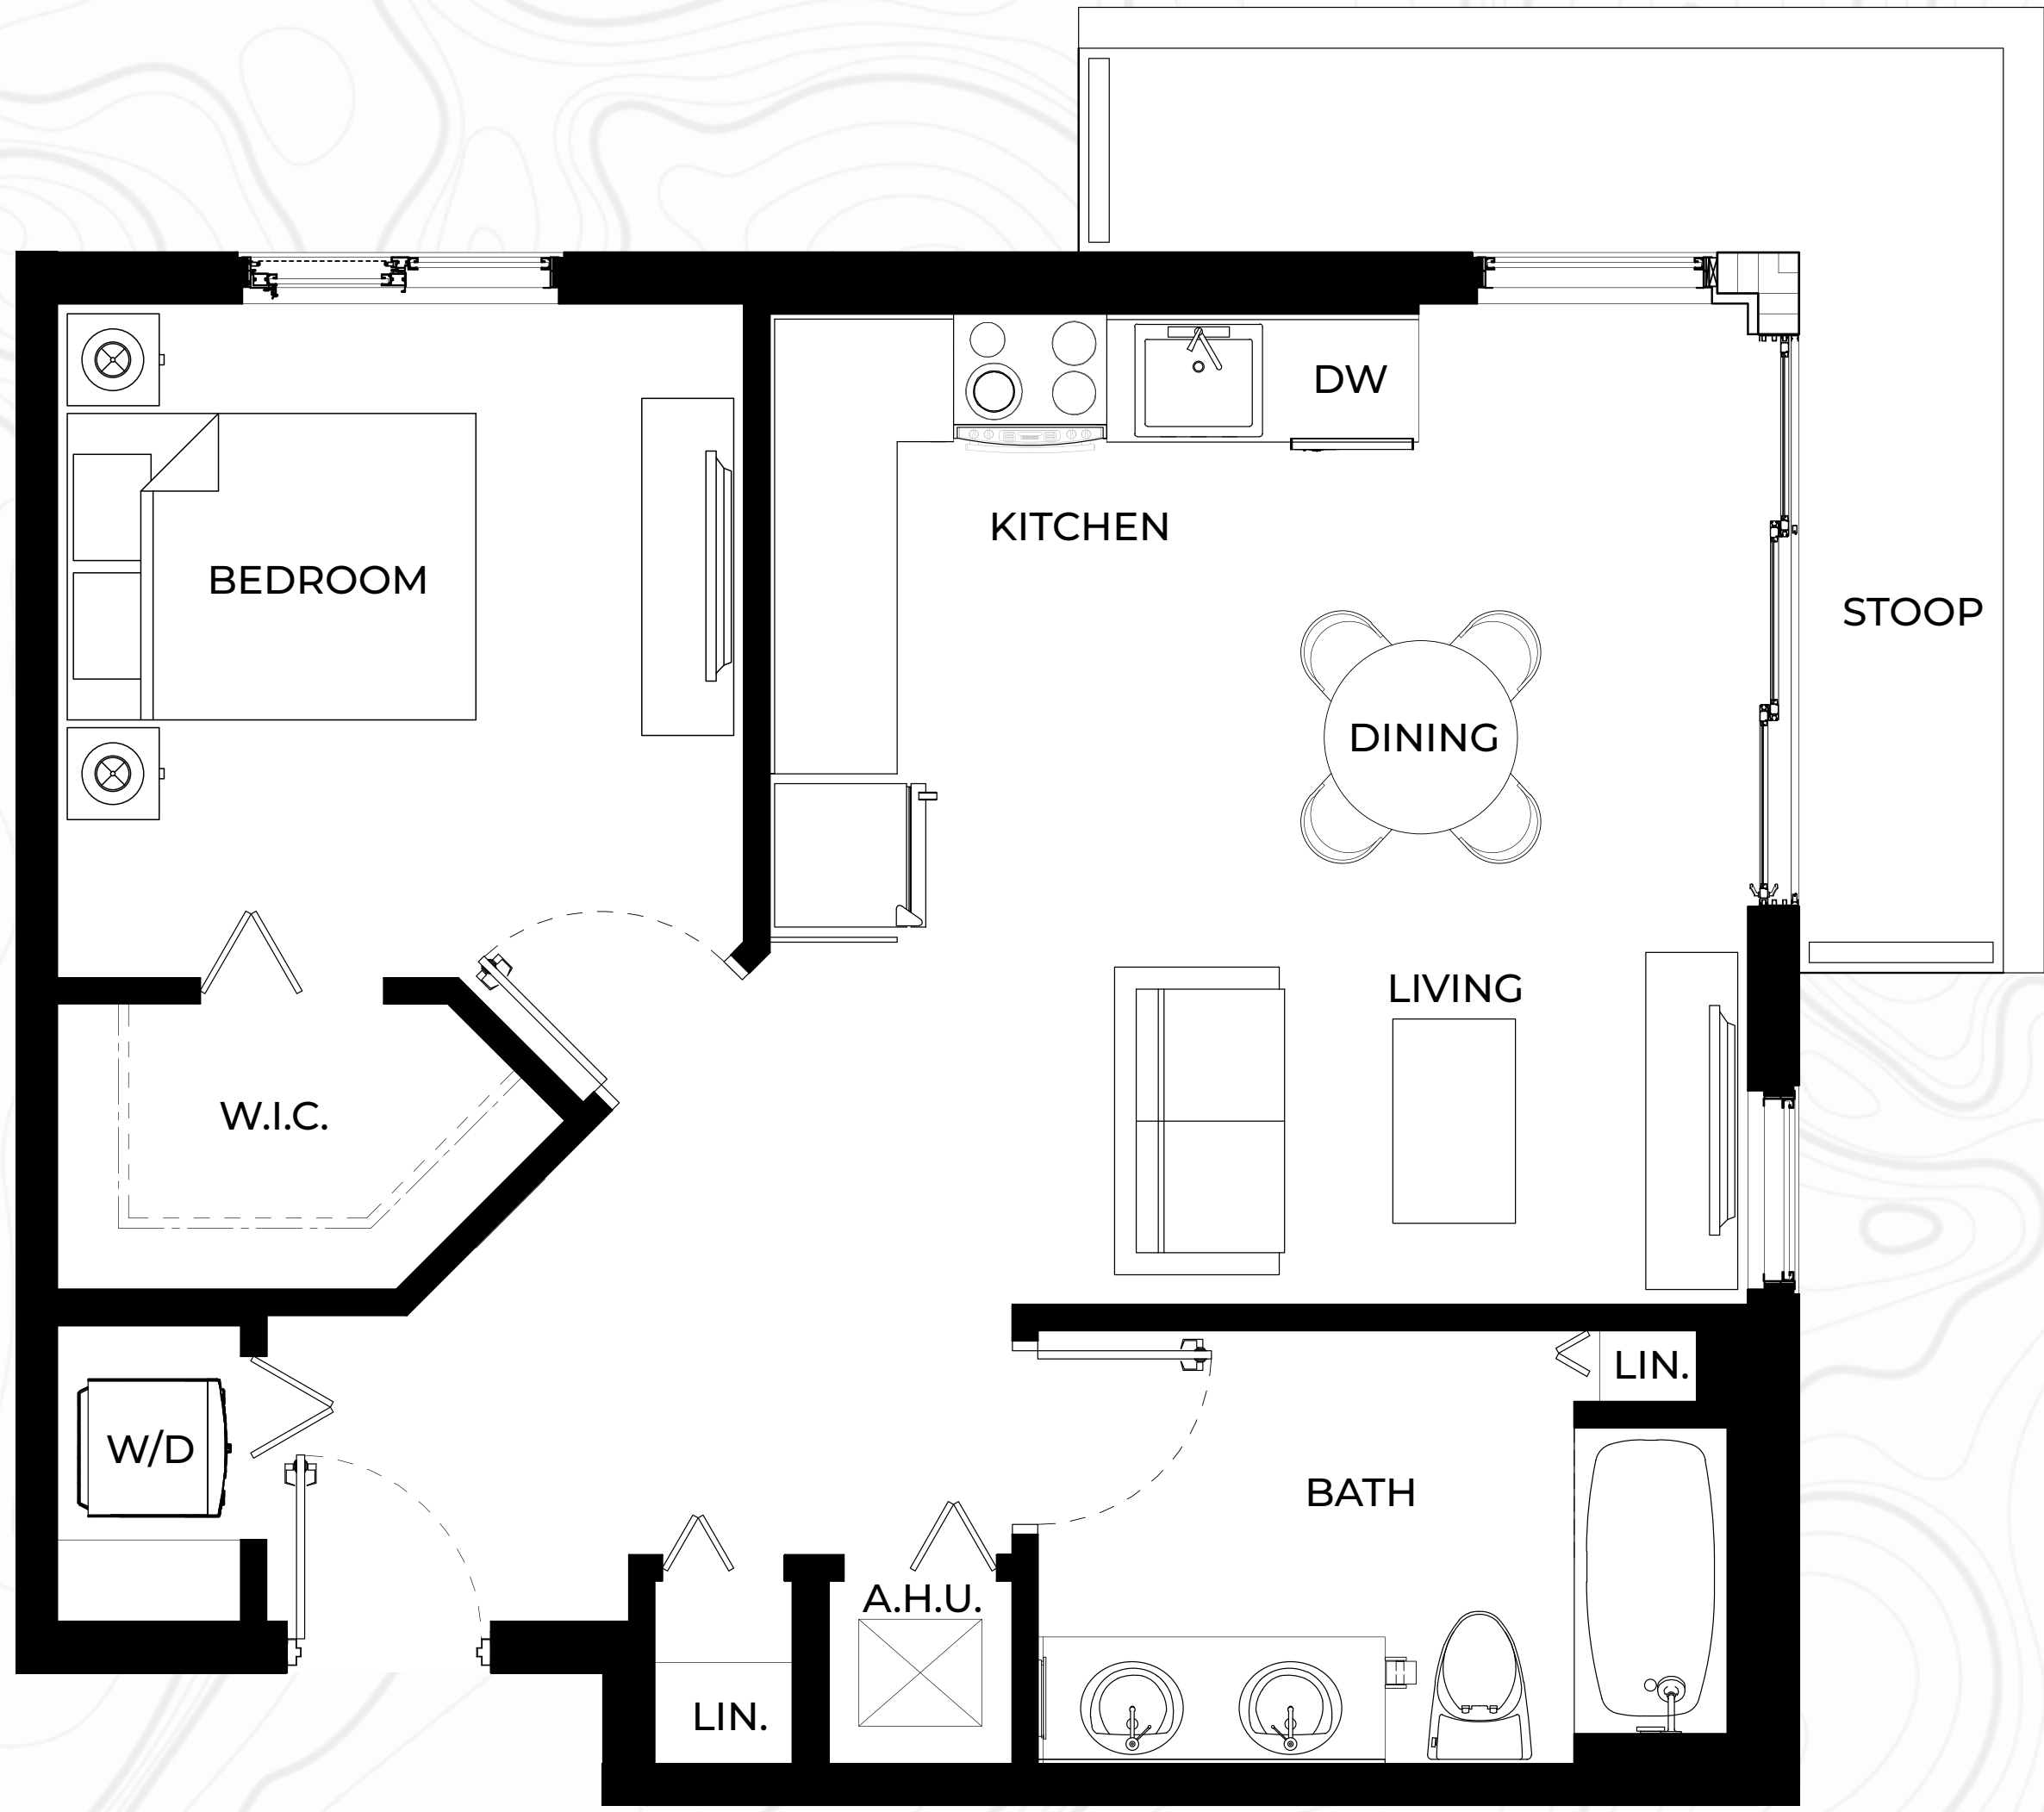 DW
KITCHEN
BEDROOM
STOOP
DINING
LIVING
W.I.C.
LIN.
W/D
BATH
A.H.U.
LIN.